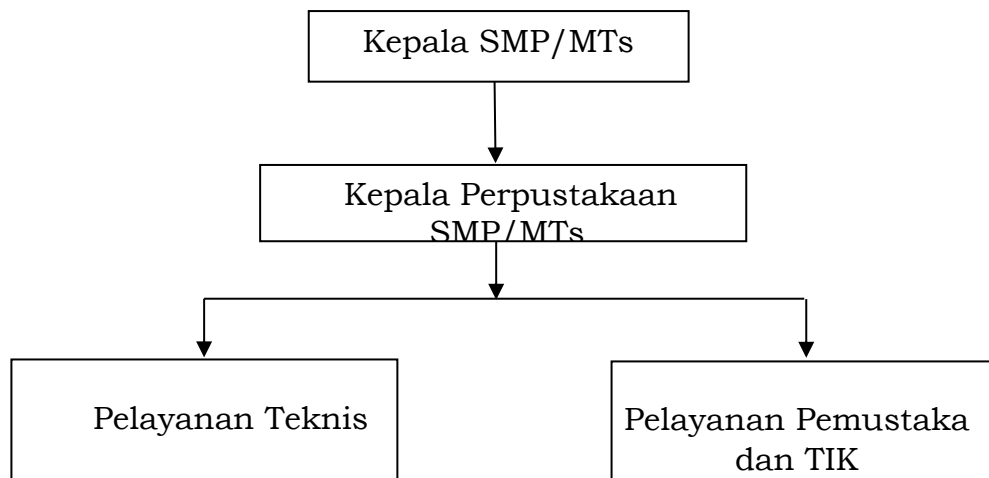 Kepala SMP/MTs
Kepala Perpustakaan
SMP/MTs
Pelayanan Teknis
Pelayanan Pemustaka
dan TIK